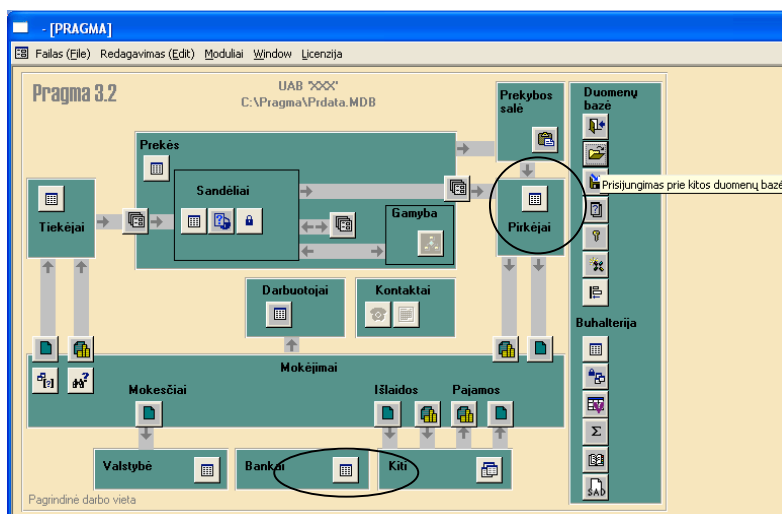 - [PRAGMA]
Failas (File) Redagavimas (Edit) Moduliai Window Licenzija
Pragma 3.2
UAB 'XXX'
C:\Pragma\Prdata.MDB
Prekybos
salė
Duomenų
bazė
Prekės
Sandėliai
Prisijungimas prie kitos duomenų bazė
Tiekėjai
Gamyba
Pirkėjai
Darbuotojai
Kontaktai
Buhalterija
Mokėjimai
Mokesčiai
Išlaidos
Pajamos
Valstybė
Bankai
Kiti
SAD
Pagrindinė darbo vieta